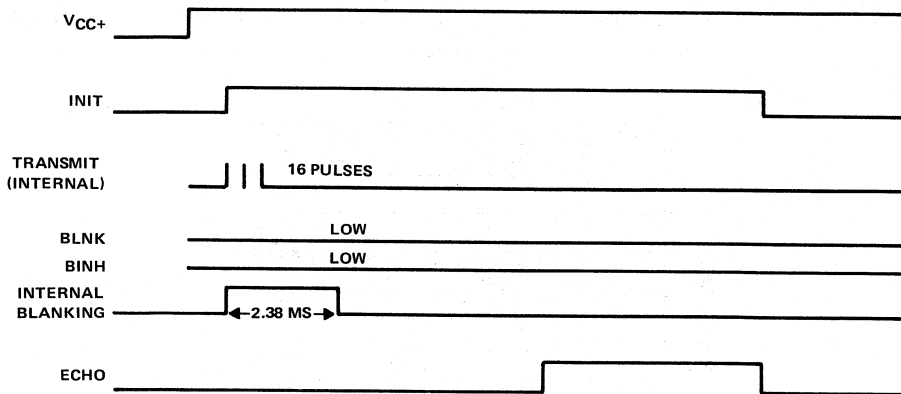 VCC+
INIT
TRANSMIT
(INTERNAL)
16 PULSES
BLNK
LOW
BINH
LOW
INTERNAL
BLANKING
2.38 MS
ECHO